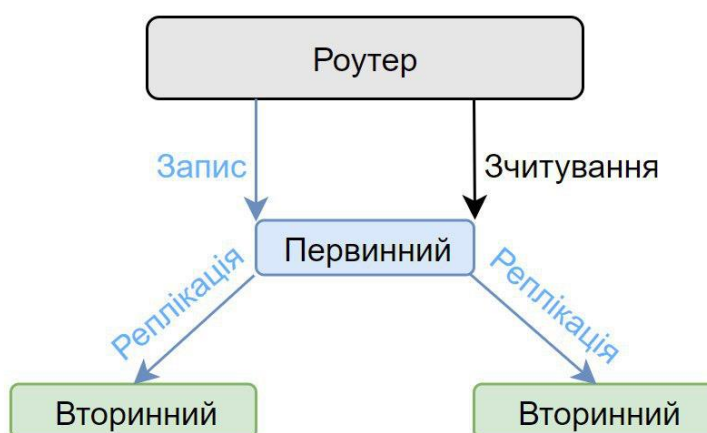 Роутер
Запис
Зчитування
Первинний
Реплікація
Реплікація
Вторинний
Вторинний